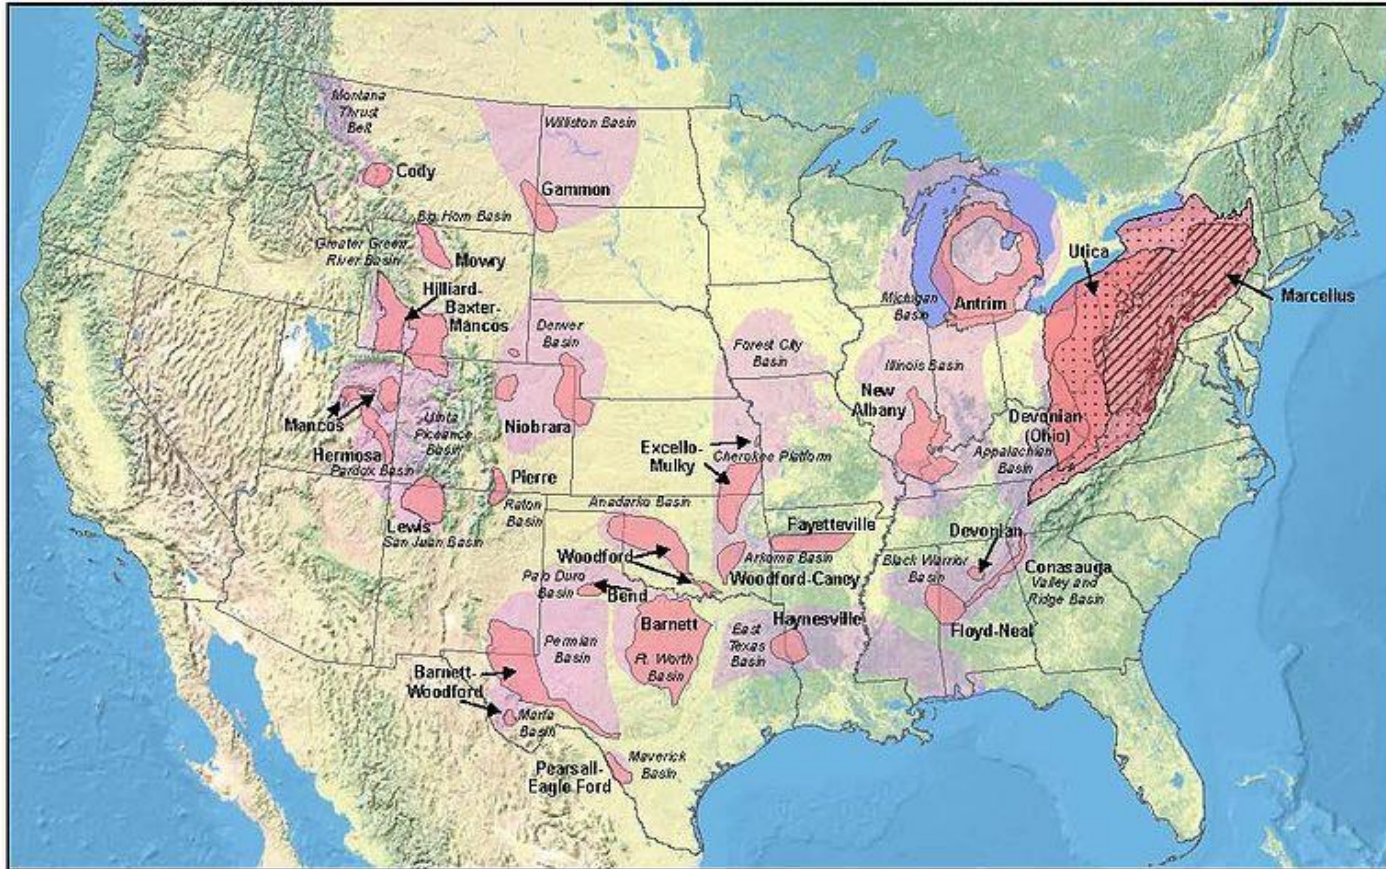 Montana
Thrust
Belt
Cody
Williston Basin
Gammon
Big Horn Basin
Greater Green
River Basin
Mowry
Hilliard-
Baxter-
Mancos
Denver
Basin
Mancos
Uinta
Piceance
Basin
Niobrara
Hermosa
Pardox Basin
Pierre
Raton
Basin
Lewis
San Juan Basin
Forest City
Basin
Excello-
Mulky
Cherokee Platform
Anadarko Basin
Woodford
Woodford-Caney
Fayetteville
Arkoma Basin
Palo Duro
Basin
Bend
Barnett
Ft. Worth
Basin
Permian
Basin
Barnett-
Woodford
Marfa
Basin
Pearsall-
Eagle Ford
Maverick
Basin
East
Texas
Basin
Haynesville
Michigan
Basin
Antrim
Illinois Basin
New
Albany
Utica
Marcellus
Devonian
(Ohio)
Appalachian
Basin
Devonian
Black Warrior
Basin
Conasauga
Valley and
Ridge Basin
Floyd-Neal